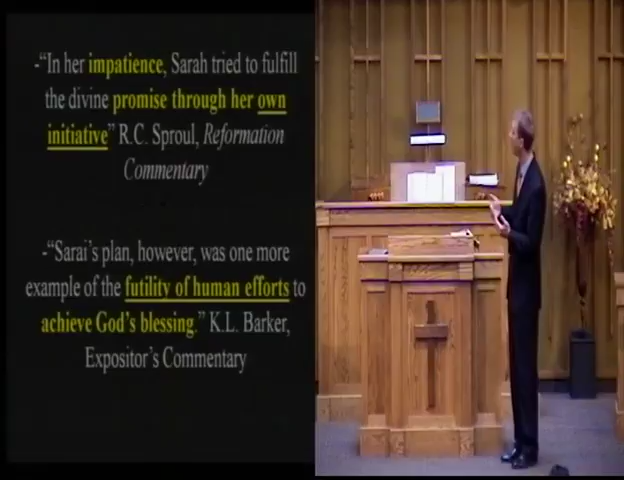 -“In her impatience, Sarah tried to fulfill
the divine promise through her own
initiative” R.C. Sproul, Reformation
Commentary
-“Sarai’s plan, however, was one more
example of the futility of human efforts to
achieve God’s blessing.” K.L. Barker,
Expositor’s Commentary